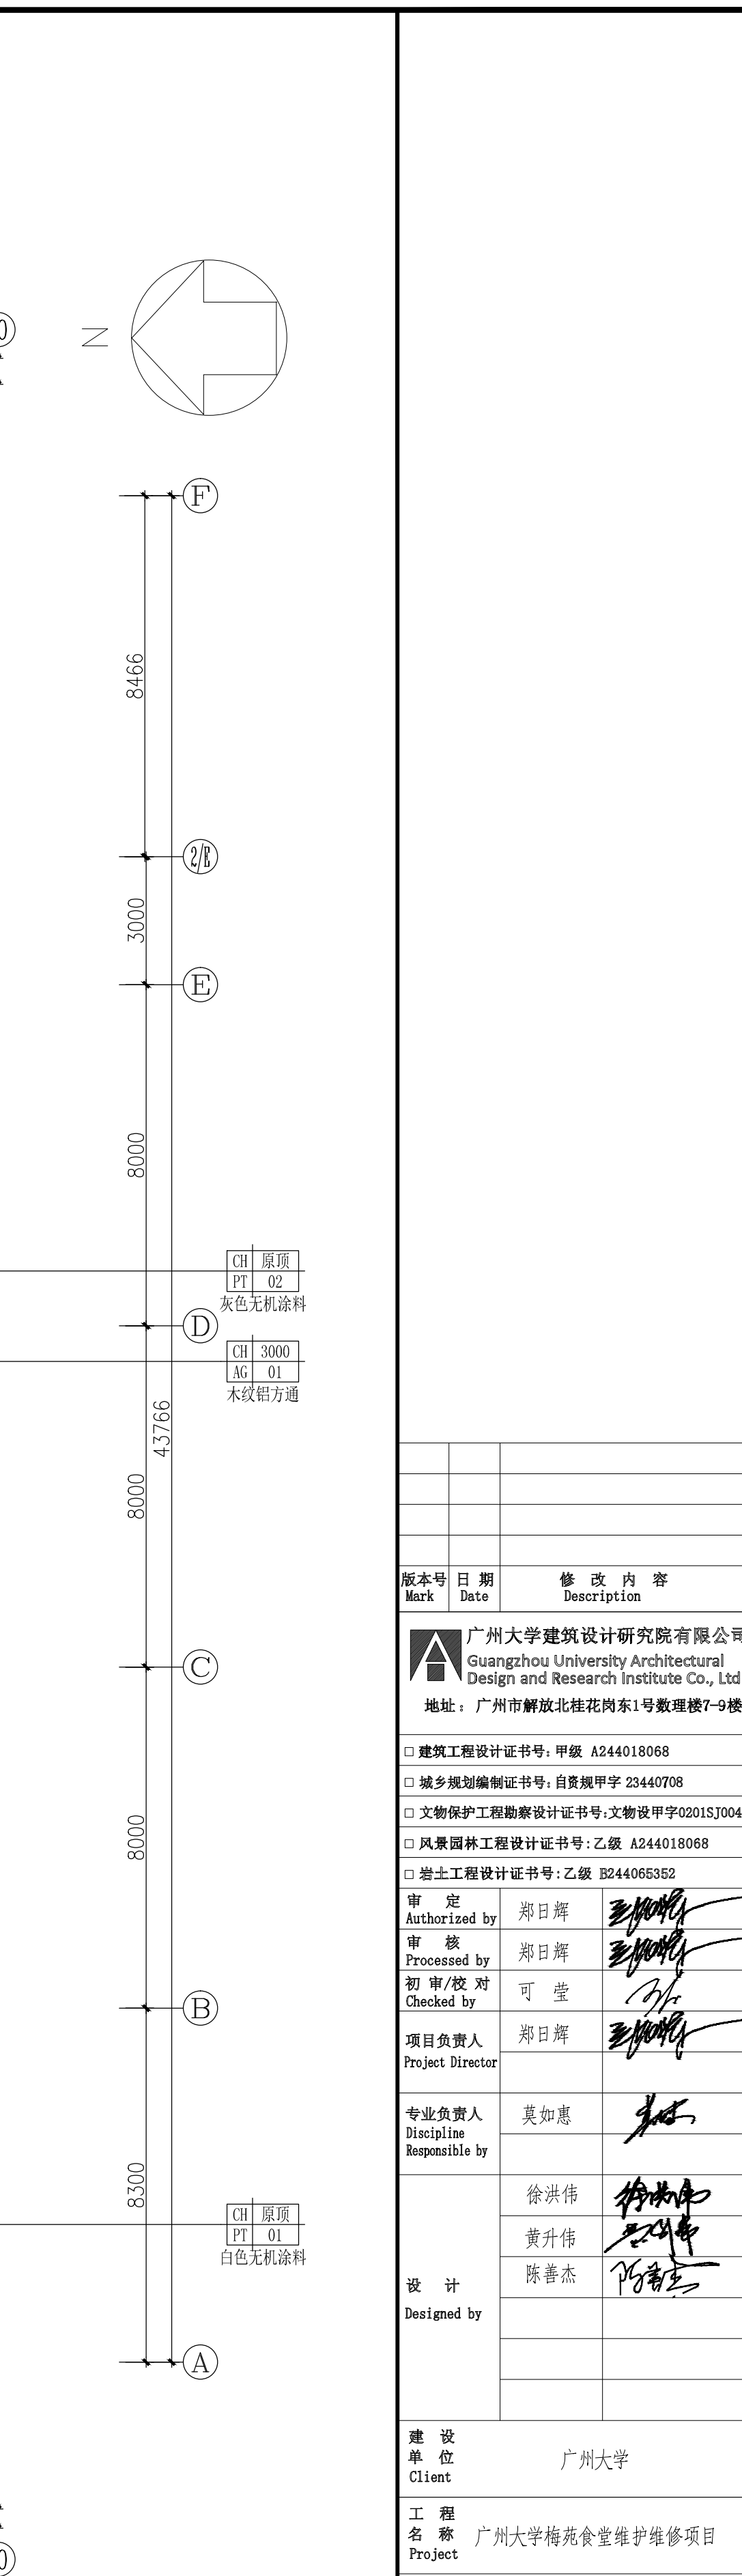 N
F
8466
2/E
3000
E
8000
CH 原顶
PT 02
灰色无机涂料
D
CH 3000
AG 01
木纹铝方通
43766
8000
C
8000
B
8300
CH 原顶
PT 01
白色无机涂料
A
版本号 日 期 修 改 内 容
Mark Date Description
广州大学建筑设计研究院有限公司
Guangzhou University Architectural
Design and Research Institute Co., Ltd
地址：广州市解放北桂花岗东1号数理楼7-9楼
□ 建筑工程设计证书号: 甲级 A244018068
□ 城乡规划编制证书号: 自资规甲字 23440708
□ 文物保护工程勘察设计证书号:文物设甲字0201SJ004
□ 风景园林工程设计证书号:乙级 A244018068
□ 岩土工程设计证书号:乙级 B244065352
审 定 郑日辉
Authorized by
审 核 郑日辉
Processed by
初 审/校 对 可 莹
Checked by
项目负责人 郑日辉
Project Director
专业负责人 莫如惠
Discipline
Responsible by
徐洪伟
黄升伟
陈善杰
设 计
Designed by
建 设
单 位 广州大学
Client
工 程
名 称 广州大学梅苑食堂维护维修项目
Project